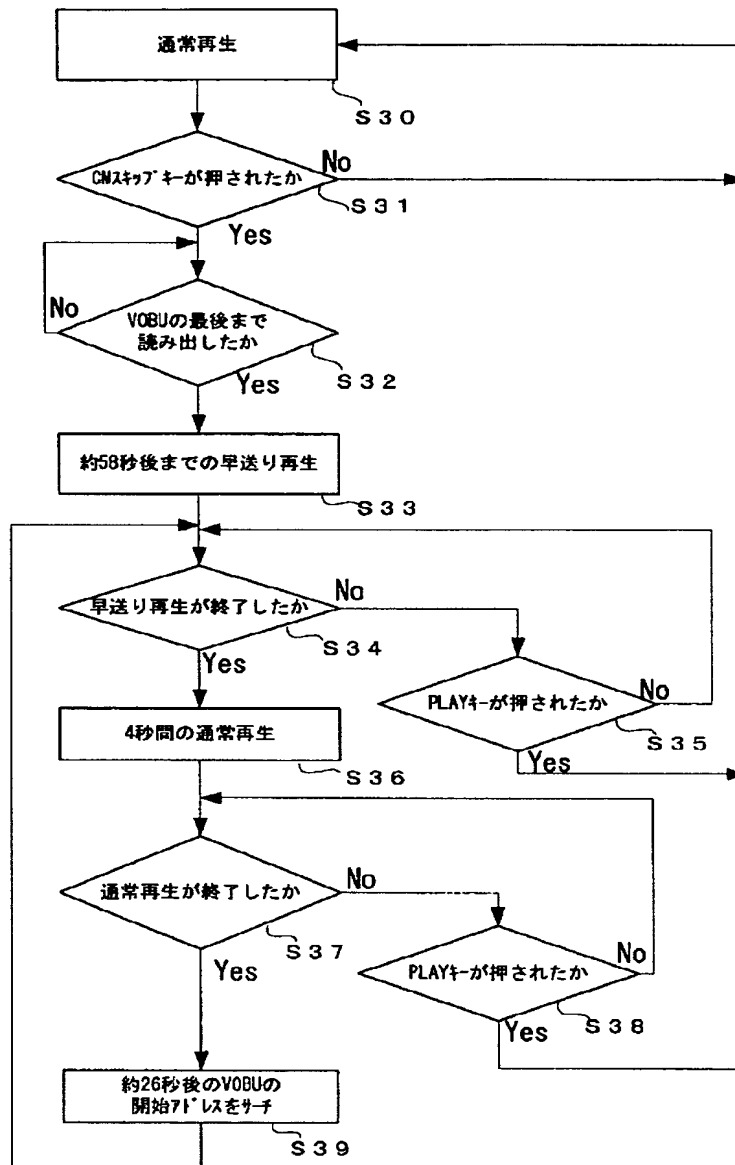 通常再生
S30
CMスキップキーが押されたか
No
S31
Yes
No
VOBUの最後まで
読み出したか
S32
Yes
約58秒後までの早送り再生
S33
早送り再生が終了したか
No
S34
Yes
PLAYキーが押されたか
No
S35
Yes
4秒間の通常再生
S36
通常再生が終了したか
No
S37
Yes
PLAYキーが押されたか
No
S38
Yes
約26秒後のVOBUの
開始アドレスをサーチ
S39